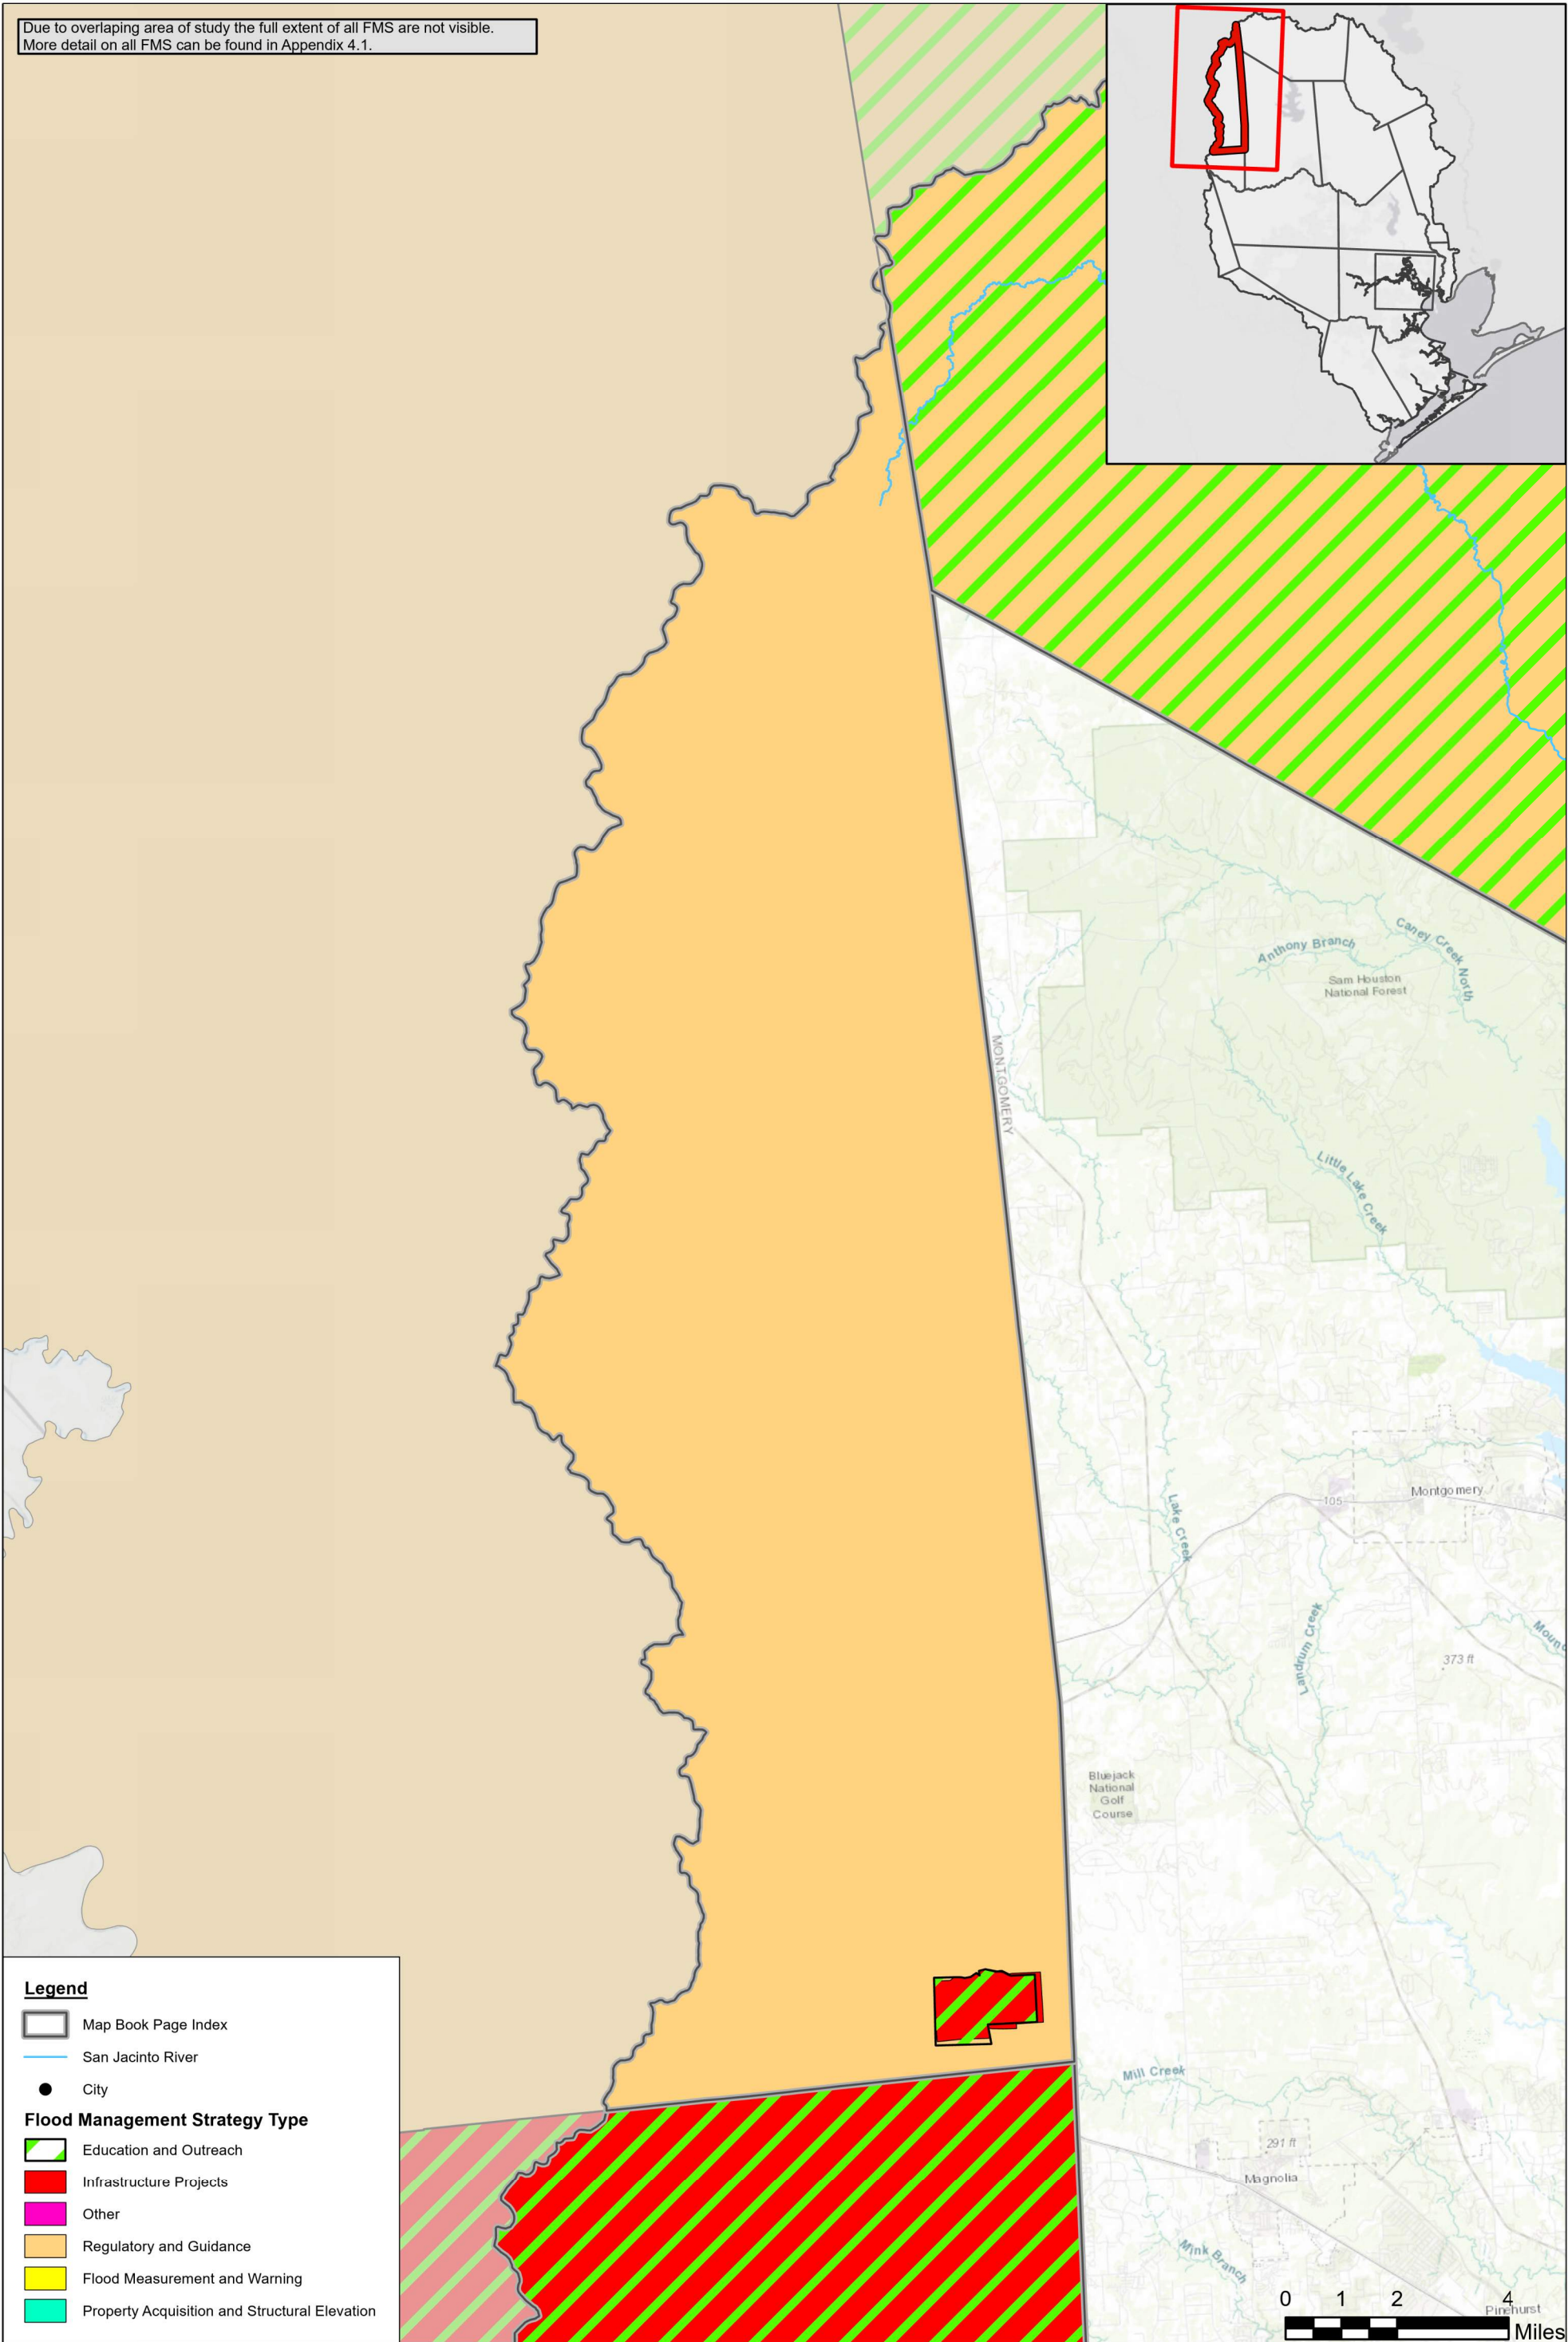 Due to overlaping area of study the full extent of all FMS are not visible.
More detail on all FMS can be found in Appendix 4.1.
Caney Creek North
Anthony Branch
Sam Houston
National Forest
MONTGOMERY
Little Lake Creek
Montgomery
105
Lake Creek
Landrum Creek
Mound
373 ft
Bluejack
National
Golf
Course
Mill Creek
291 ft
Magnolia
Mink Branch
Pinehurst
Legend
Map Book Page Index
San Jacinto River
City
Flood Management Strategy Type
Education and Outreach
Infrastructure Projects
Other
Regulatory and Guidance
Flood Measurement and Warning
Property Acquisition and Structural Elevation
0 1 2 4
Miles